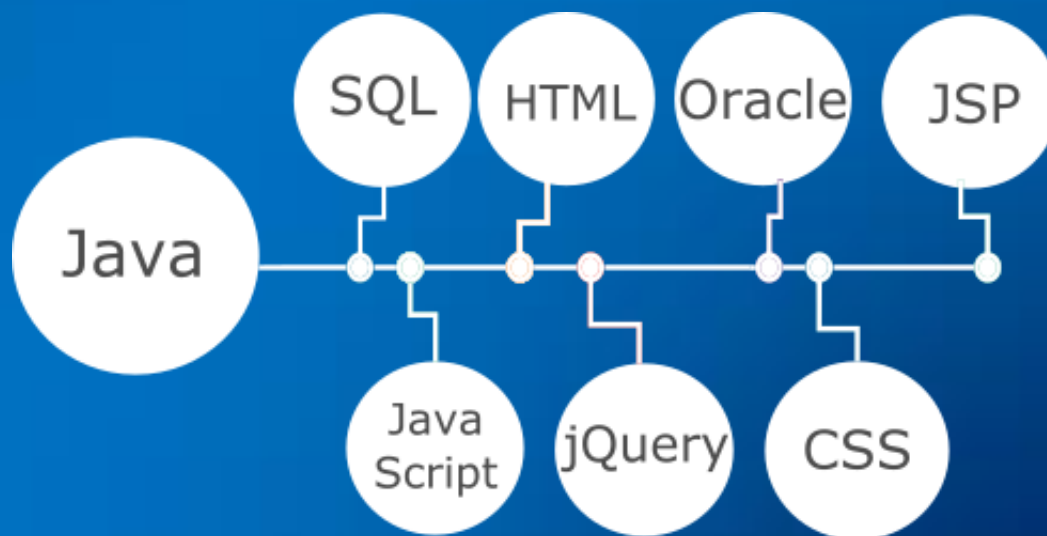 Java
SQL
HTML
Oracle
JSP
Java
Script
jQuery
CSS